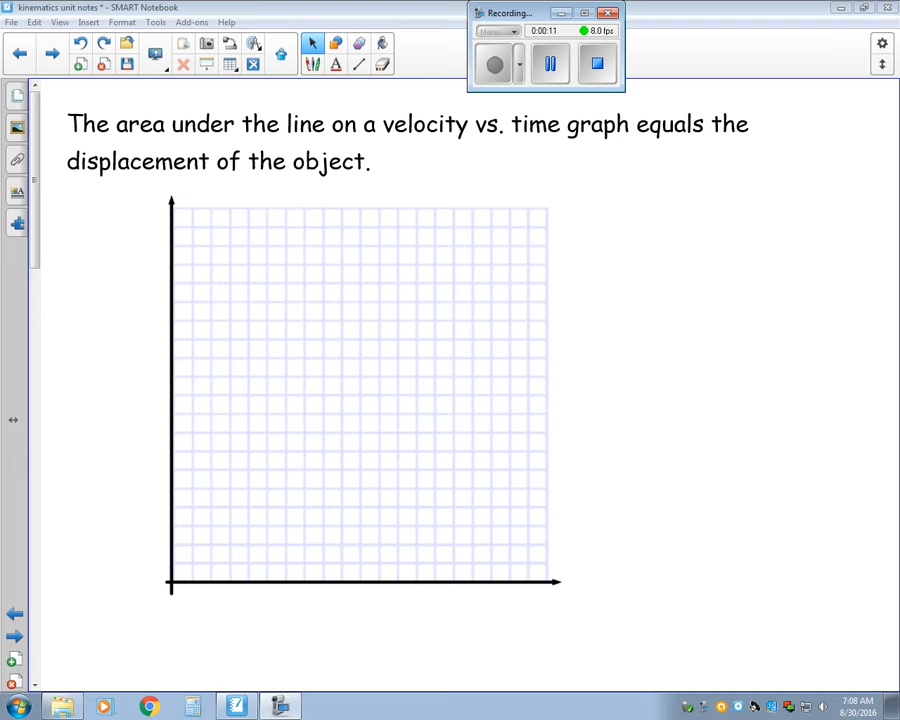 kinematics unit notes * - SMART Notebook
File Edit View Insert Format Tools Add-ons Help
Recording...
Menu 0:00:11 8.0 fps
The area under the line on a velocity vs. time graph equals the
displacement of the object.
7:08 AM
8/30/2016